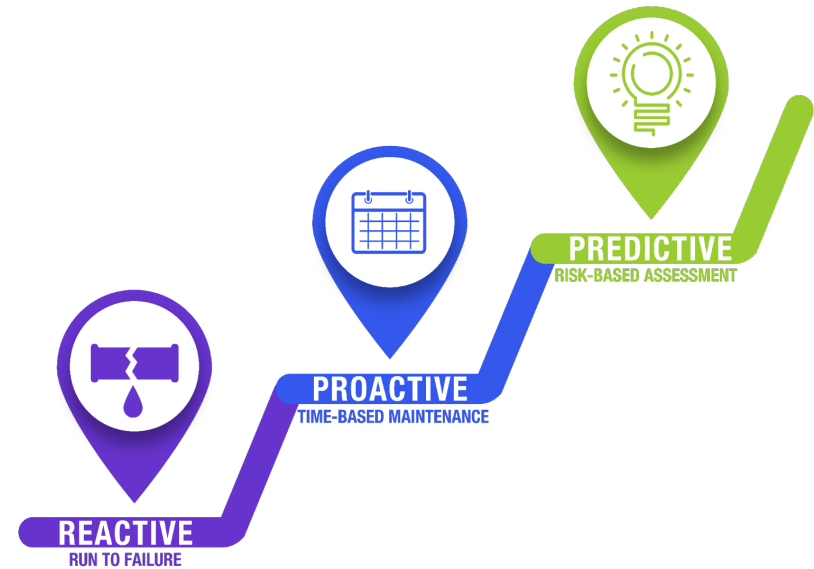 PREDICTIVE
RISK-BASED ASSESSMENT
PROACTIVE
TIME-BASED MAINTENANCE
REACTIVE
RUN TO FAILURE